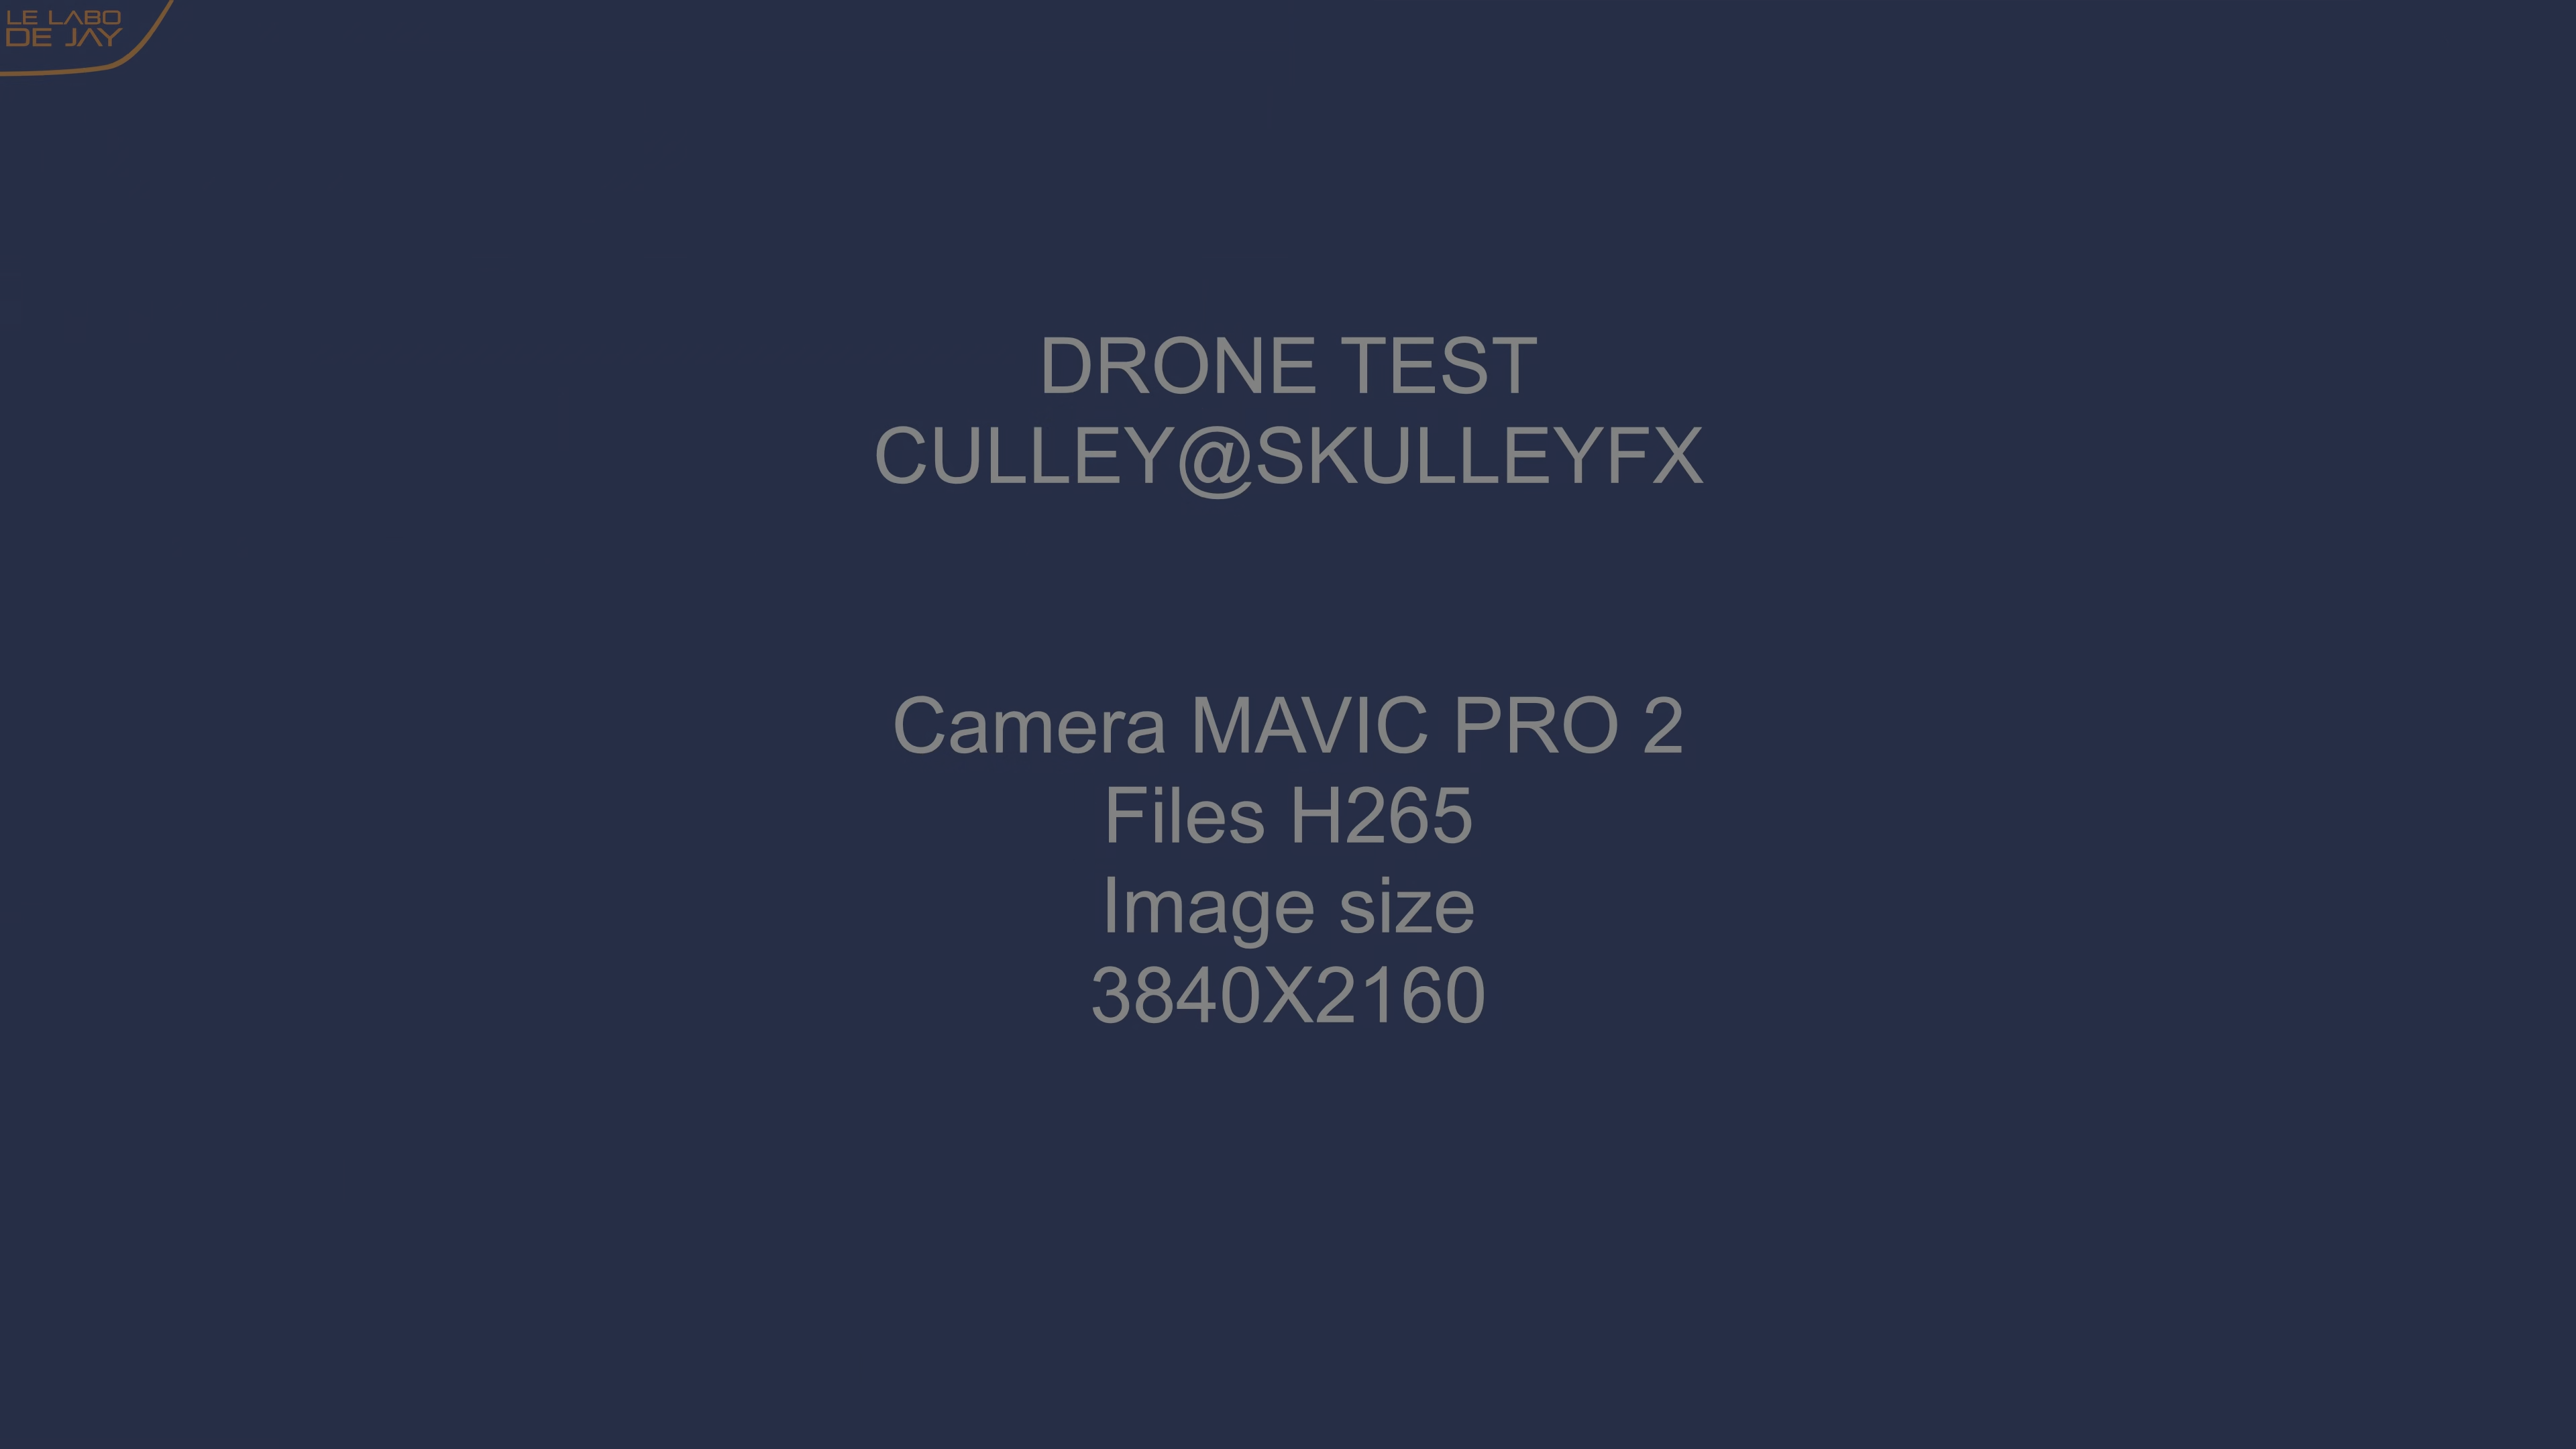 LE LABO
DE JAY
DRONE TEST
CULLEY@SKULLEYFX
Camera MAVIC PRO 2
Files H265
Image size
3840X2160